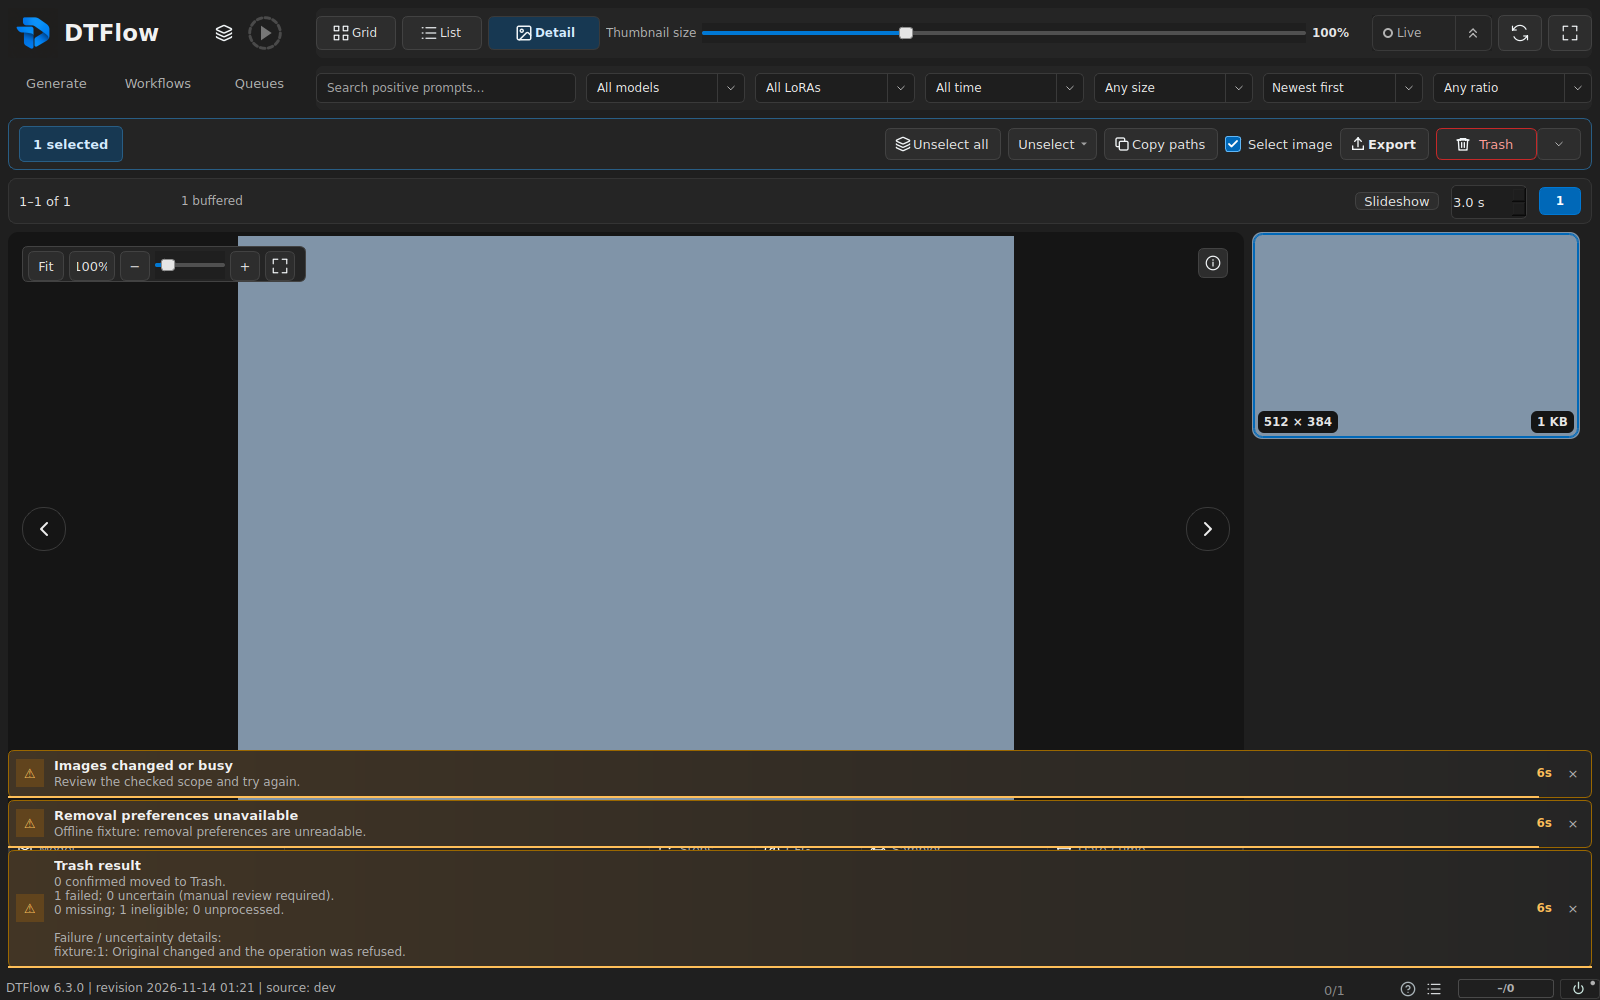 DTFlow
Grid
List
Detail
Thumbnail size
100%
Live
Generate
Workflows
Queues
Search positive prompts...
All models
All LoRAs
All time
Any size
Newest first
Any ratio
1 selected
Unselect all
Unselect
Copy paths
Select image
Export
Trash
1–1 of 1
1 buffered
Slideshow
3.0 s
1
Fit
100%
512 × 384
1 KB
Images changed or busy
Review the checked scope and try again.
6s
Removal preferences unavailable
Offline fixture: removal preferences are unreadable.
6s
Trash result
0 confirmed moved to Trash.
1 failed; 0 uncertain (manual review required).
0 missing; 1 ineligible; 0 unprocessed.
Failure / uncertainty details:
fixture:1: Original changed and the operation was refused.
6s
DTFlow 6.3.0 | revision 2026-11-14 01:21 | source: dev
0/1
–/0